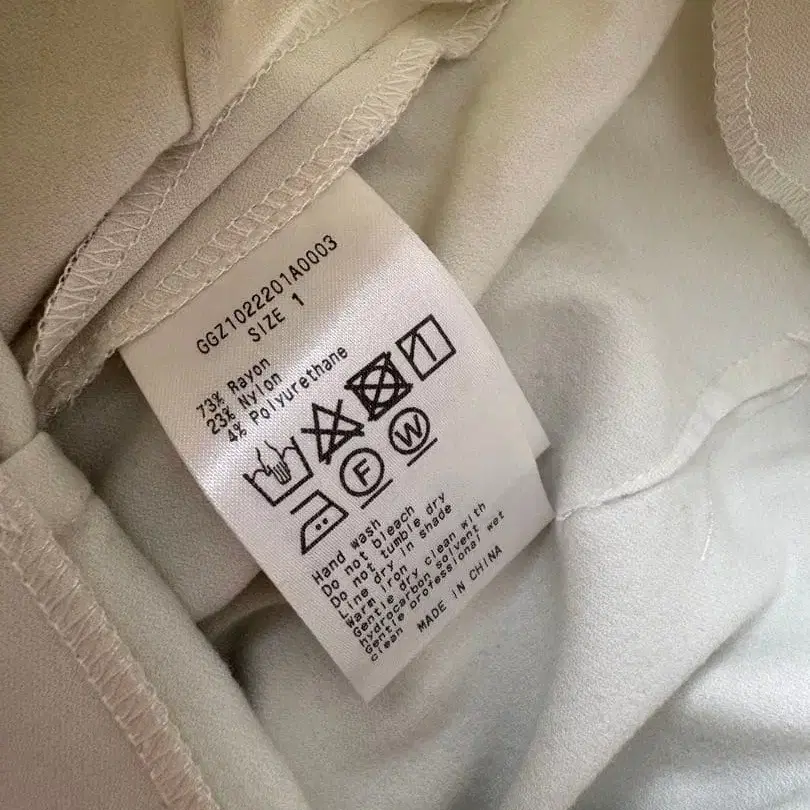 GGZ1022201A0003
SIZE 1
73% Rayon
23% Nylon
4% Polyurethane
F
W
Hand wash
Do not bleach
Do not tumble dry
Line dry in shade
Warm iron
Gentle dry clean with
hydrocarbon solvent
Gentle professional wet
clean
MADE IN CHINA